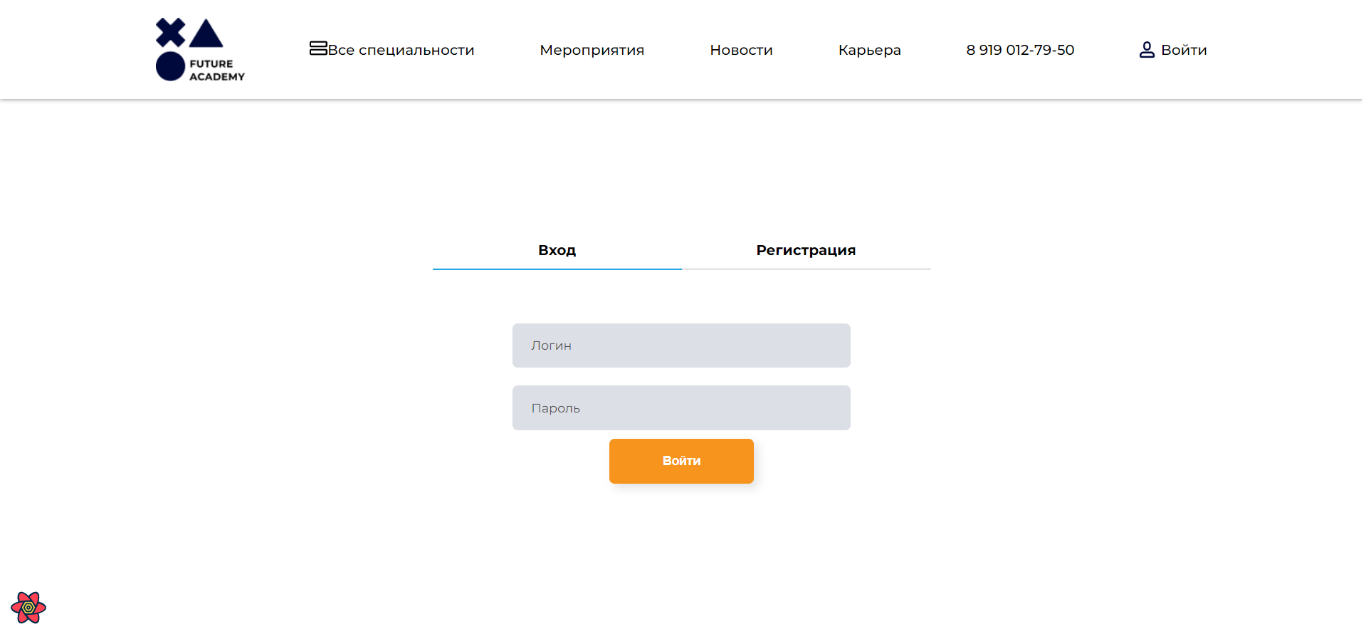 FUTURE
ACADEMY
Все специальности
Мероприятия
Новости
Карьера
8 919 012-79-50
Войти
Вход
Регистрация
Логин
Пароль
Войти